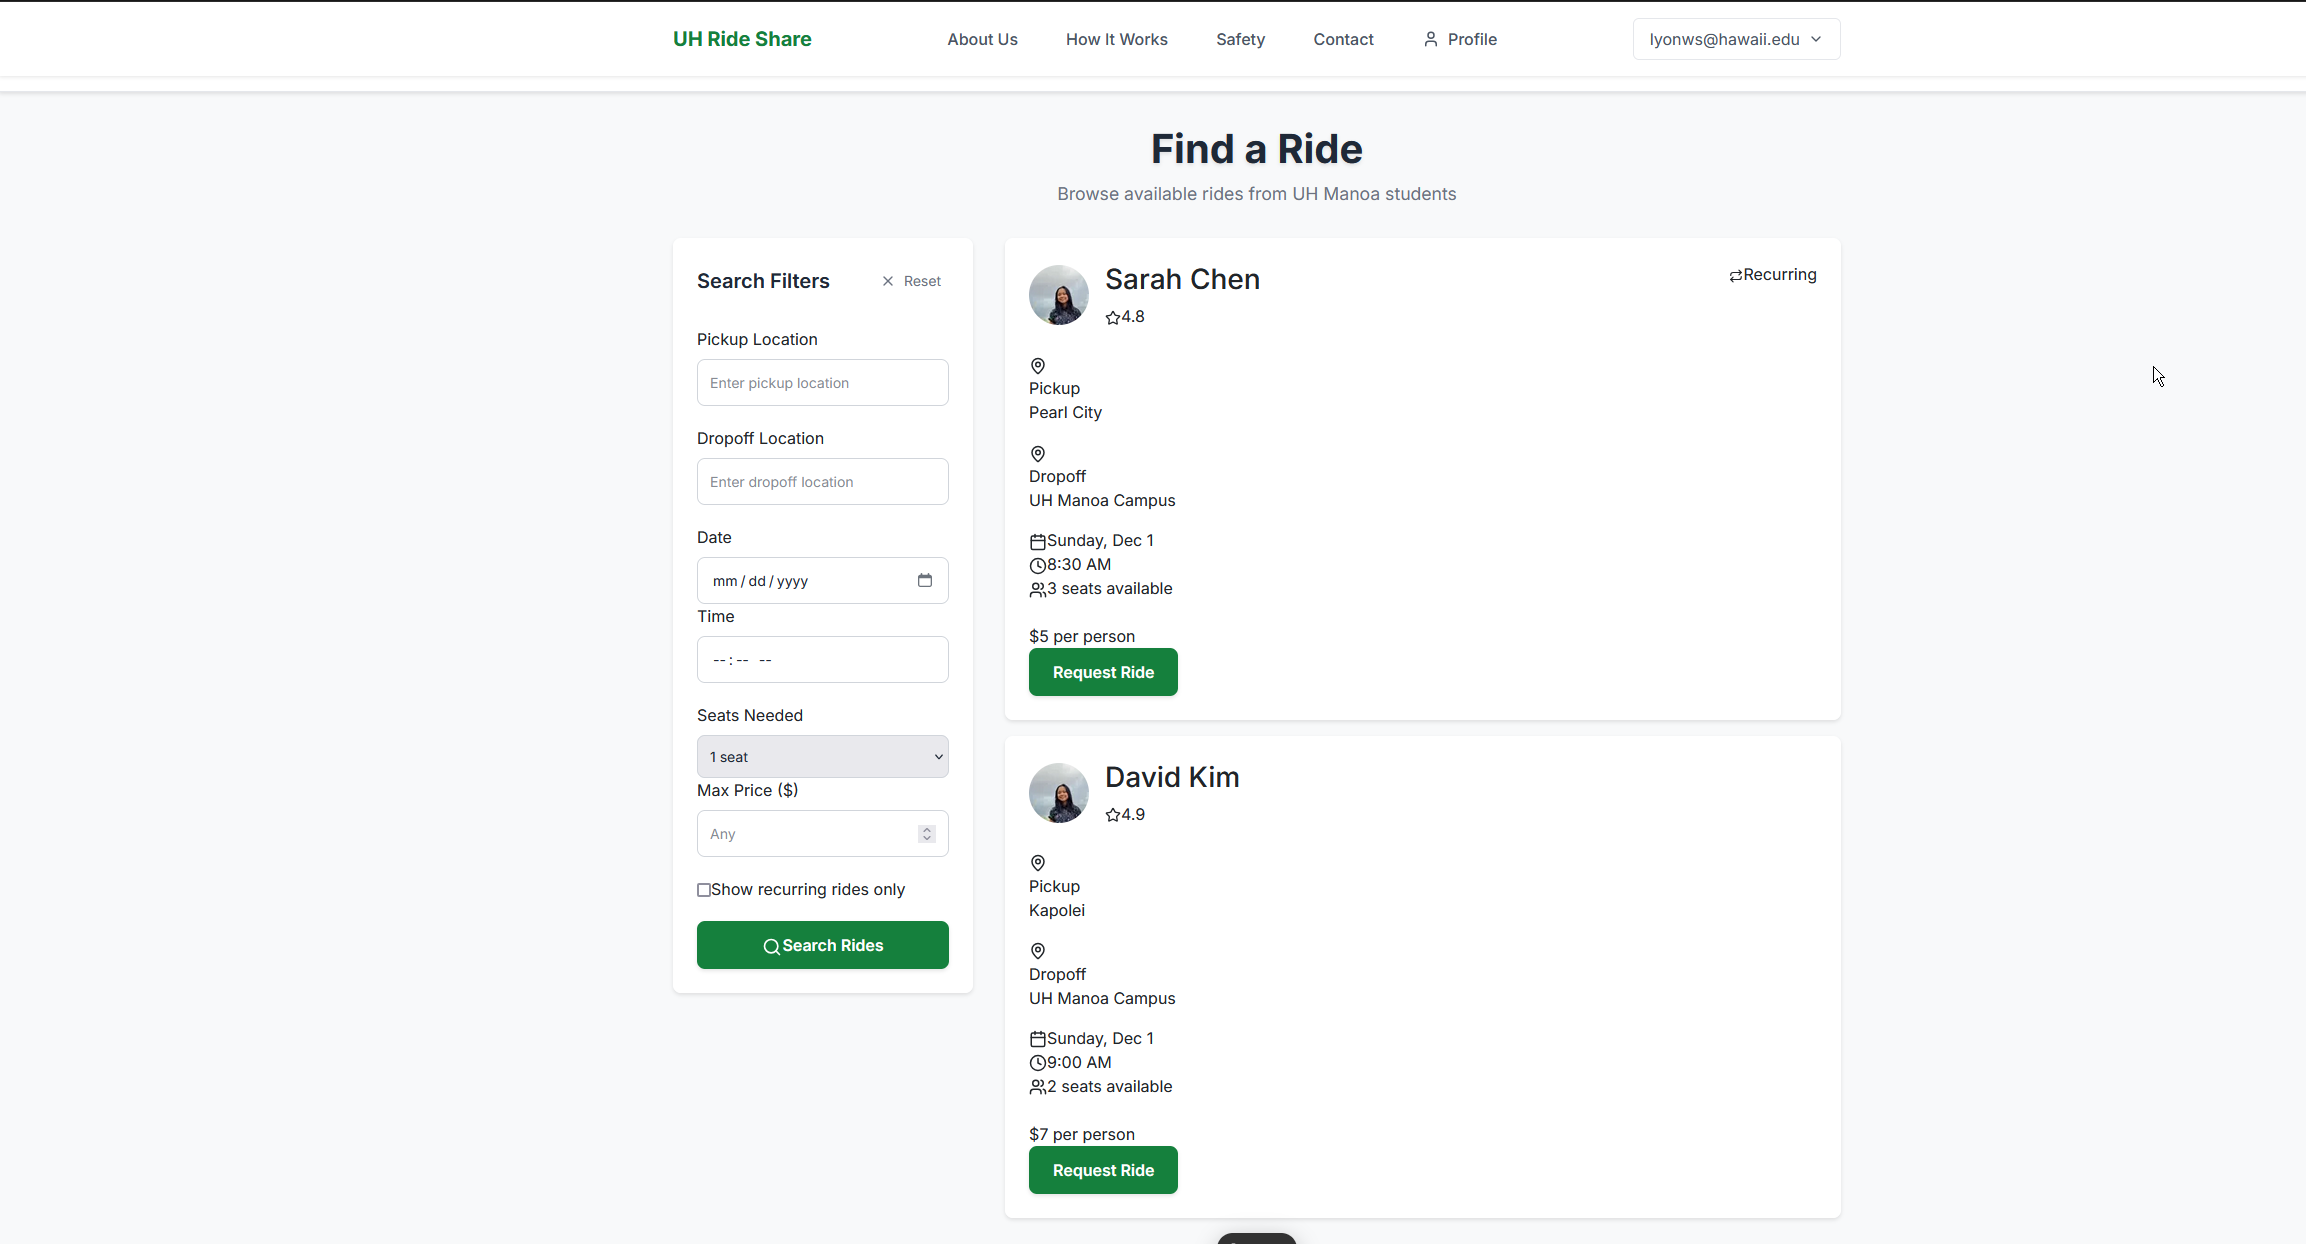 UH Ride Share
About Us
How It Works
Safety
Contact
Profile
lyonws@hawaii.edu
Find a Ride
Browse available rides from UH Manoa students
Search Filters
Reset
Pickup Location
Enter pickup location
Dropoff Location
Enter dropoff location
Date
mm/dd/yyyy
Time
--:-- --
Seats Needed
1 seat
Max Price ($)
Any
Show recurring rides only
Search Rides
Sarah Chen
Recurring
4.8
Pickup
Pearl City
Dropoff
UH Manoa Campus
Sunday, Dec 1
8:30 AM
3 seats available
$5 per person
Request Ride
David Kim
4.9
Pickup
Kapolei
Dropoff
UH Manoa Campus
Sunday, Dec 1
9:00 AM
2 seats available
$7 per person
Request Ride